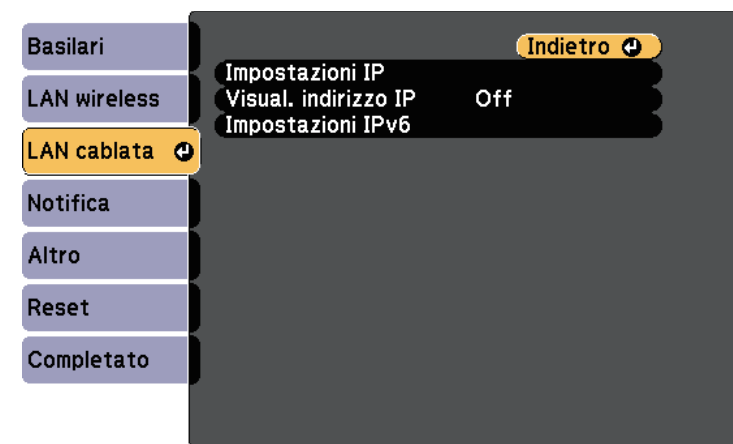 Basilari
LAN wireless
LAN cablata
Notifica
Altro
Reset
Completato
Indietro
Impostazioni IP
Visual. indirizzo IP Off
Impostazioni IPv6